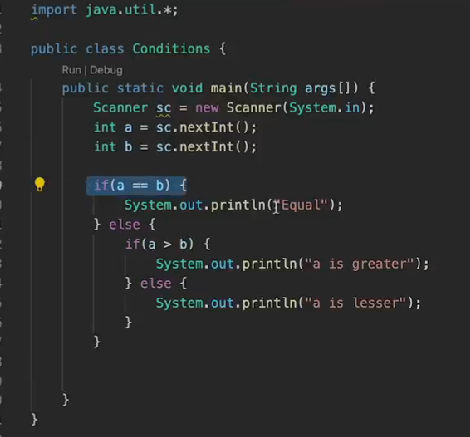 import java.util.*;
public class Conditions {
Run | Debug
public static void main(String args[]) {
Scanner sc = new Scanner(System.in);
int a = sc.nextInt();
int b = sc.nextInt();
if(a == b) {
System.out.println("Equal");
} else {
if(a > b) {
System.out.println("a is greater");
} else {
System.out.println("a is lesser");
}
}
}
}